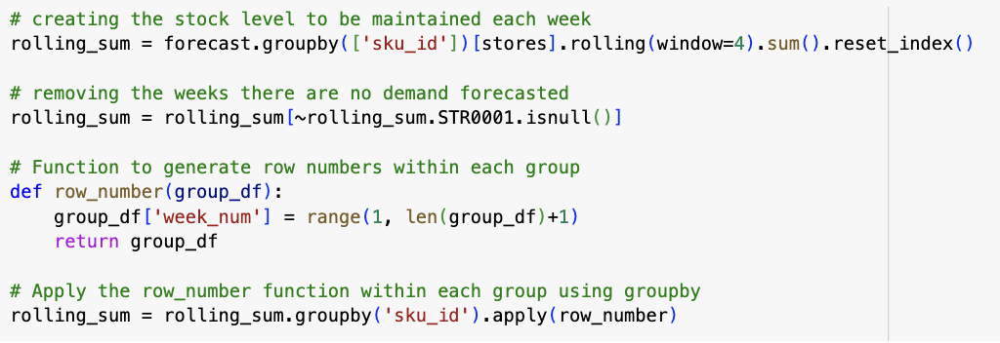 # creating the stock level to be maintained each week
rolling_sum = forecast.groupby(['sku_id'])[stores].rolling(window=4).sum().reset_index()
# removing the weeks there are no demand forecasted
rolling_sum = rolling_sum[~rolling_sum.STR0001.isnull()]
# Function to generate row numbers within each group
def row_number(group_df):
    group_df['week_num'] = range(1, len(group_df)+1)
    return group_df
# Apply the row_number function within each group using groupby
rolling_sum = rolling_sum.groupby('sku_id').apply(row_number)